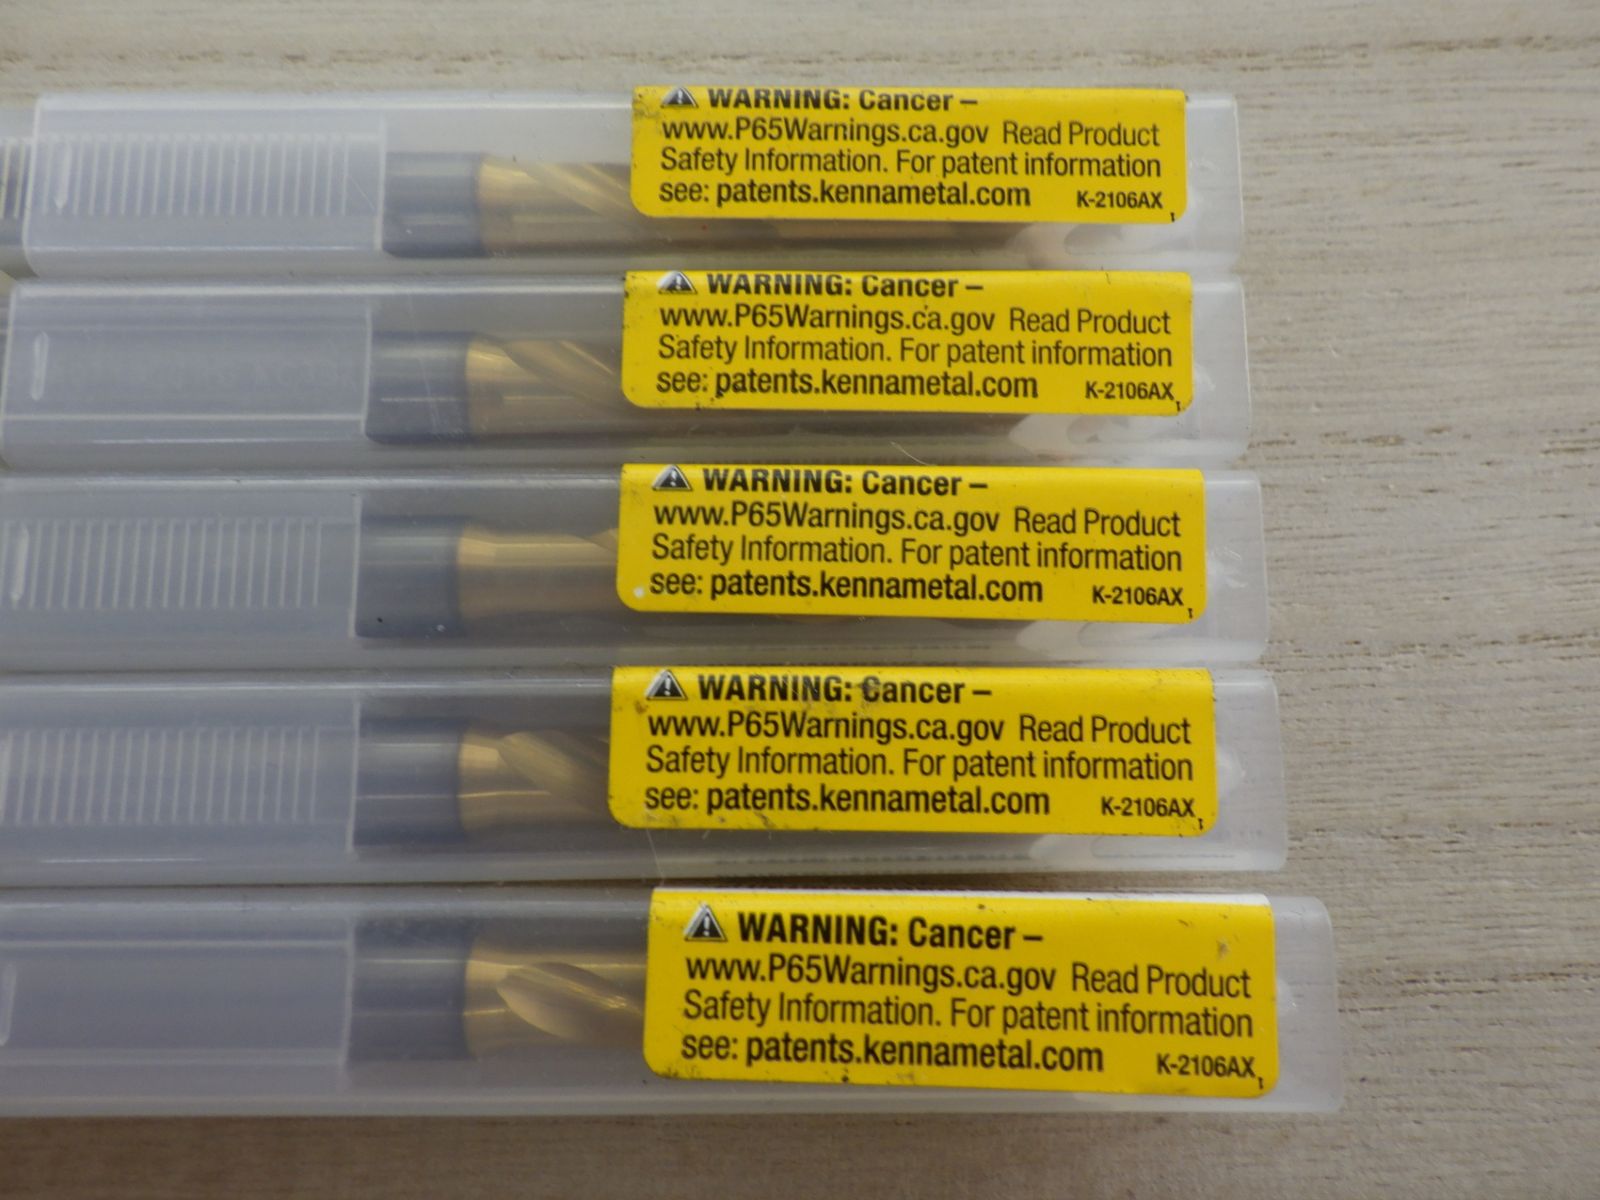 WARNING: Cancer –
www.P65Warnings.ca.gov Read Product
Safety Information. For patent information
see: patents.kennametal.com K-2106AX
WARNING: Cancer –
www.P65Warnings.ca.gov Read Product
Safety Information. For patent information
see: patents.kennametal.com K-2106AX
WARNING: Cancer –
www.P65Warnings.ca.gov Read Product
Safety Information. For patent information
see: patents.kennametal.com K-2106AX
WARNING: Cancer –
www.P65Warnings.ca.gov Read Product
Safety Information. For patent information
see: patents.kennametal.com K-2106AX
WARNING: Cancer –
www.P65Warnings.ca.gov Read Product
Safety Information. For patent information
see: patents.kennametal.com K-2106AX